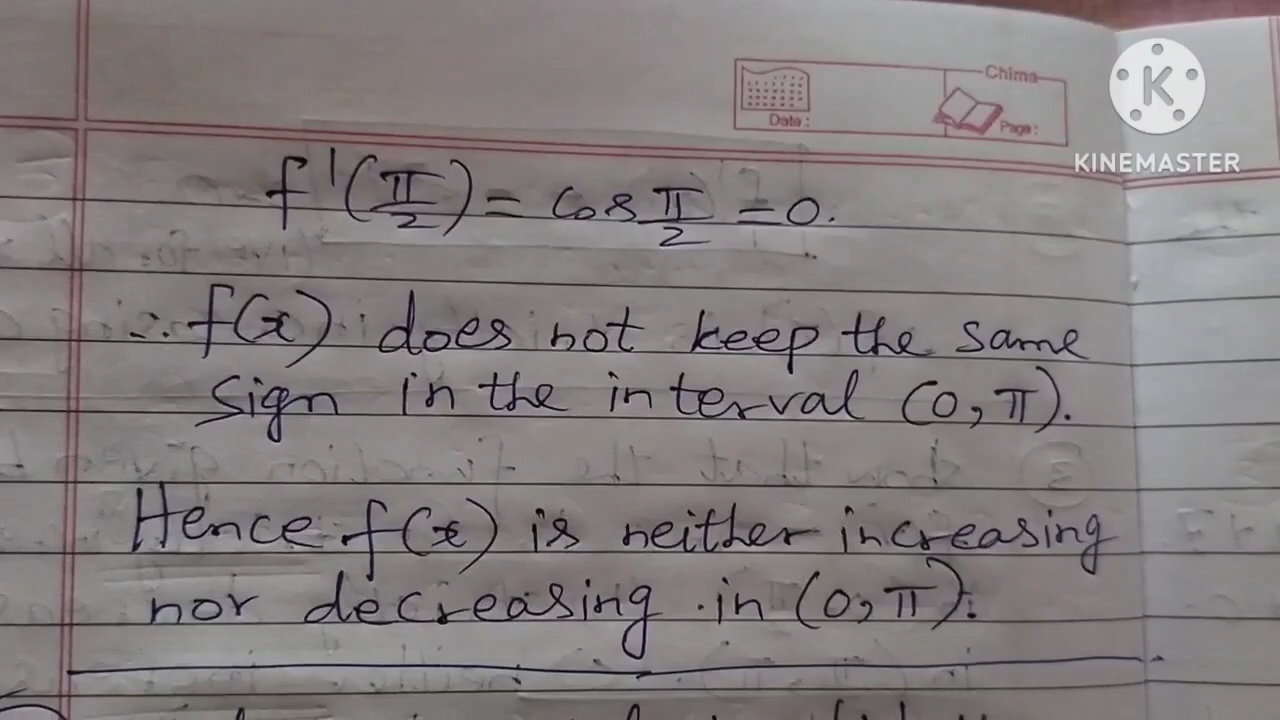 Chima
Date :
Page :
KINEMASTER
f'(π/2) = cos π/2 = 0.
∴ f(x) does not keep the same
sign in the interval (0, π).
Hence f(x) is neither increasing
nor decreasing in (0, π).